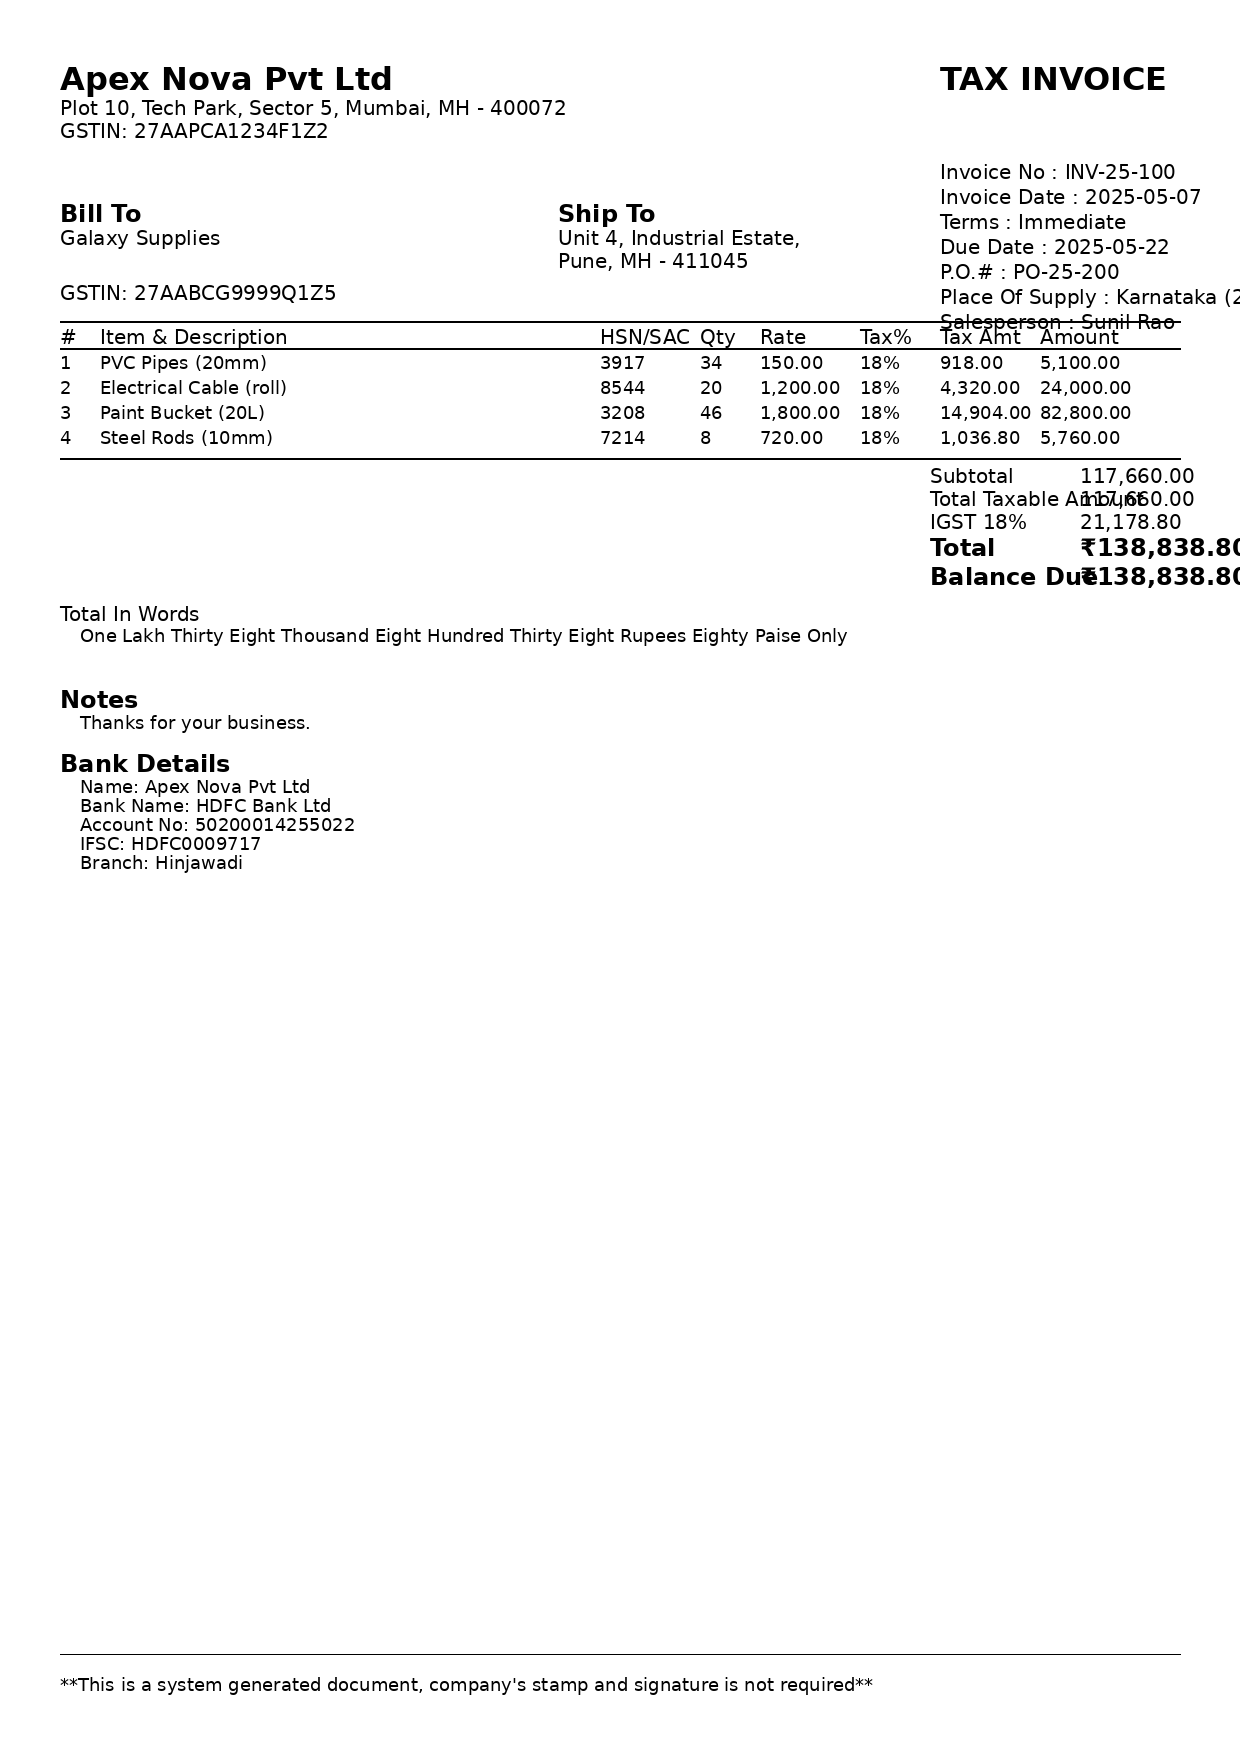 Apex Nova Pvt Ltd
TAX INVOICE
Plot 10, Tech Park, Sector 5, Mumbai, MH - 400072
GSTIN: 27AAPCA1234F1Z2
Invoice No : INV-25-100
Invoice Date : 2025-05-07
Terms : Immediate
Due Date : 2025-05-22
P.O.# : PO-25-200
Place Of Supply : Karnataka (2
Salesperson : Sunil Rao
Bill To
Galaxy Supplies
GSTIN: 27AABCG9999Q1Z5
Ship To
Unit 4, Industrial Estate,
Pune, MH - 411045
# Item & Description HSN/SAC Qty Rate Tax% Tax Amt Amount
1 PVC Pipes (20mm) 3917 34 150.00 18% 918.00 5,100.00
2 Electrical Cable (roll) 8544 20 1,200.00 18% 4,320.00 24,000.00
3 Paint Bucket (20L) 3208 46 1,800.00 18% 14,904.00 82,800.00
4 Steel Rods (10mm) 7214 8 720.00 18% 1,036.80 5,760.00
Subtotal 117,660.00
Total Taxable Amount 117,660.00
IGST 18% 21,178.80
Total ₹138,838.80
Balance Due ₹138,838.80
Total In Words
One Lakh Thirty Eight Thousand Eight Hundred Thirty Eight Rupees Eighty Paise Only
Notes
Thanks for your business.
Bank Details
Name: Apex Nova Pvt Ltd
Bank Name: HDFC Bank Ltd
Account No: 50200014255022
IFSC: HDFC0009717
Branch: Hinjawadi
**This is a system generated document, company's stamp and signature is not required**